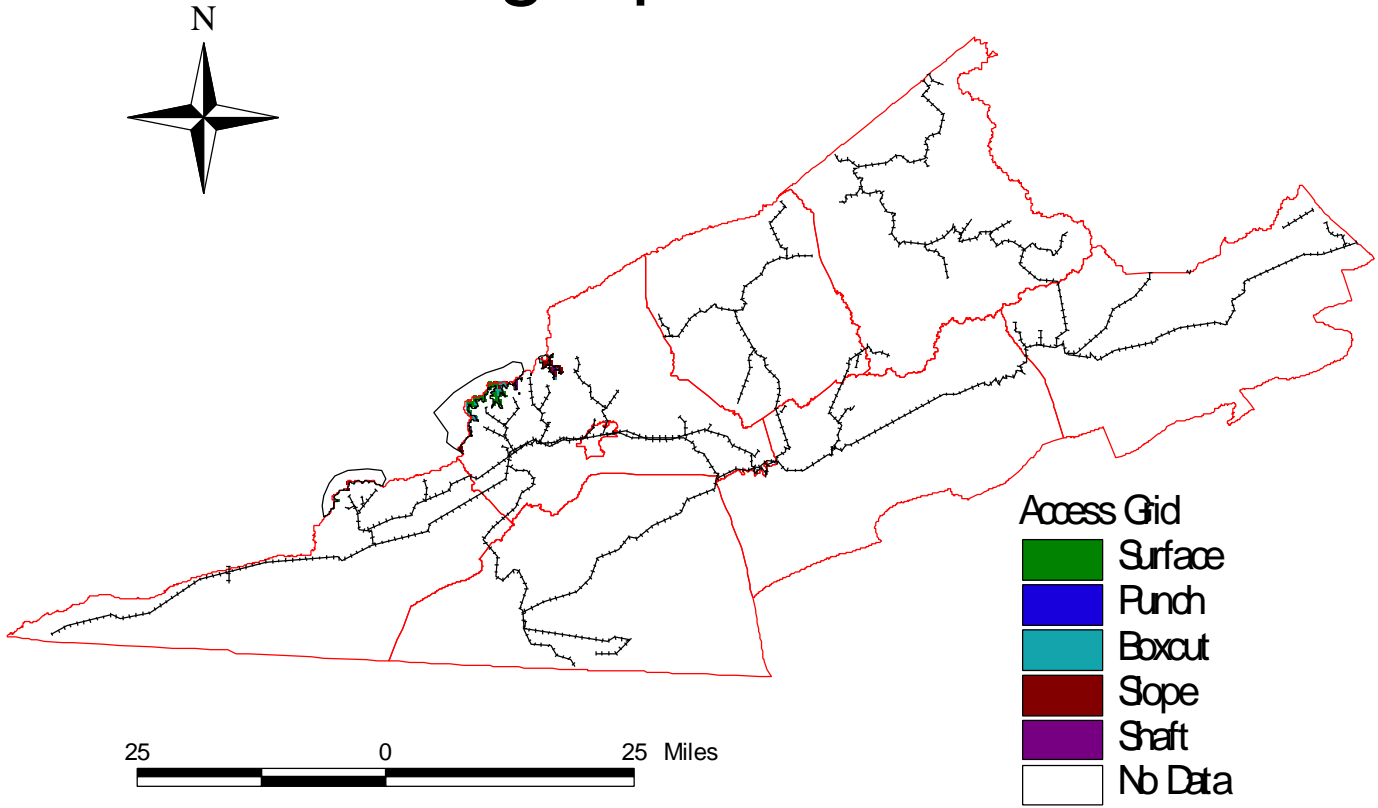 N
25 0 25 Miles
Access Grid
Surface
Punch
Boxcut
Slope
Shaft
No Data